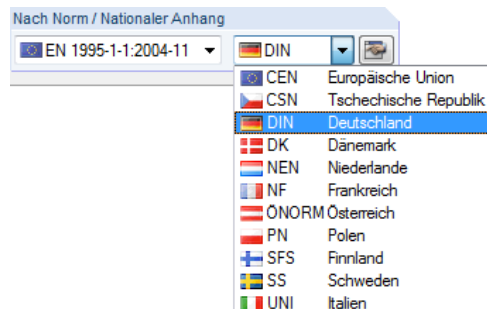 Nach Norm / Nationaler Anhang
EN 1995-1-1:2004-11 DIN
CEN Europäische Union
CSN Tschechische Republik
DIN Deutschland
DK Dänemark
NEN Niederlande
NF Frankreich
ÖNORM Österreich
PN Polen
SFS Finnland
SS Schweden
UNI Italien